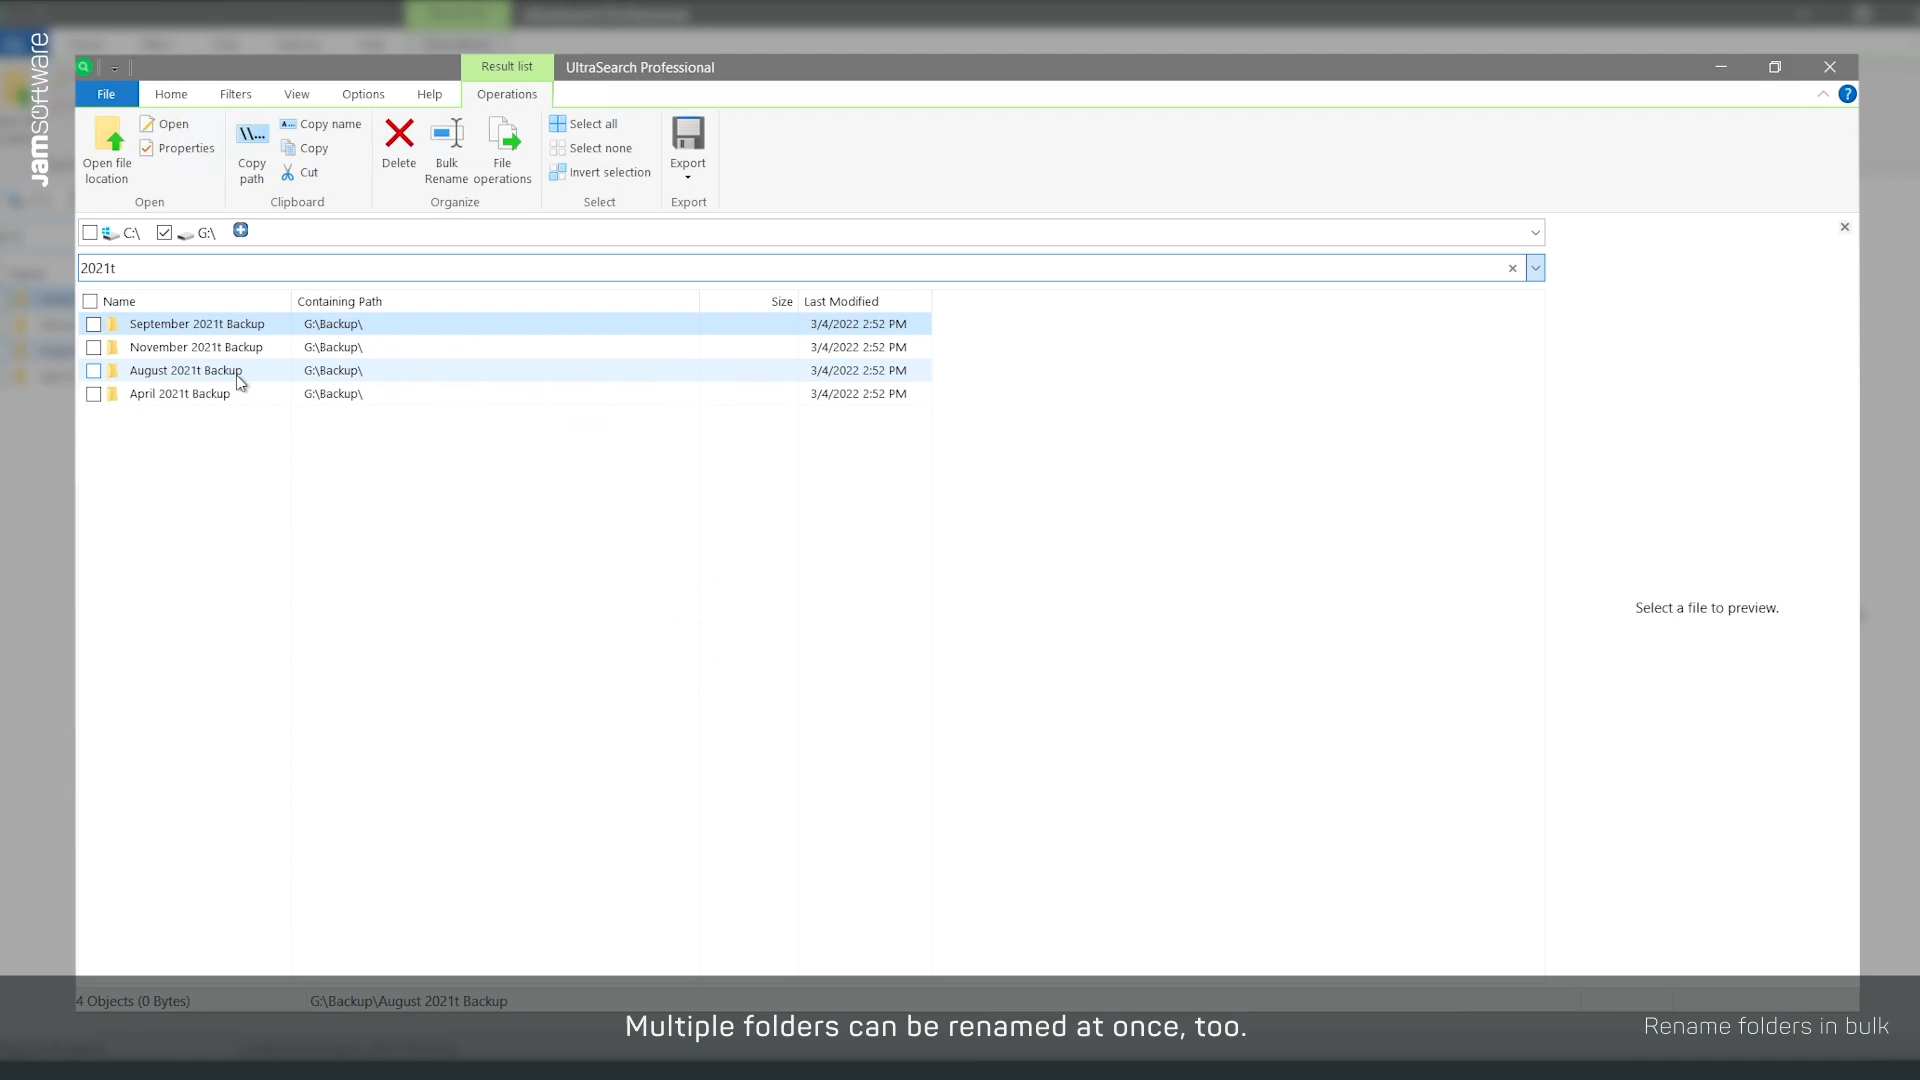 JAMSOFTWARE
Result list
UltraSearch Professional
File
Home
Filters
View
Options
Help
Operations
Open file
location
Open
Properties
Open
\\...
Copy
path
Copy name
Copy
Cut
Clipboard
Delete
Bulk
Rename
File
operations
Organize
Select all
Select none
Invert selection
Select
Export
Export
C:\ G:\
2021t
Name Containing Path Size Last Modified
September 2021t Backup G:\Backup\ 3/4/2022 2:52 PM
November 2021t Backup G:\Backup\ 3/4/2022 2:52 PM
August 2021t Backup G:\Backup\ 3/4/2022 2:52 PM
April 2021t Backup G:\Backup\ 3/4/2022 2:52 PM
Select a file to preview.
4 Objects (0 Bytes) G:\Backup\August 2021t Backup
Multiple folders can be renamed at once, too.
Rename folders in bulk